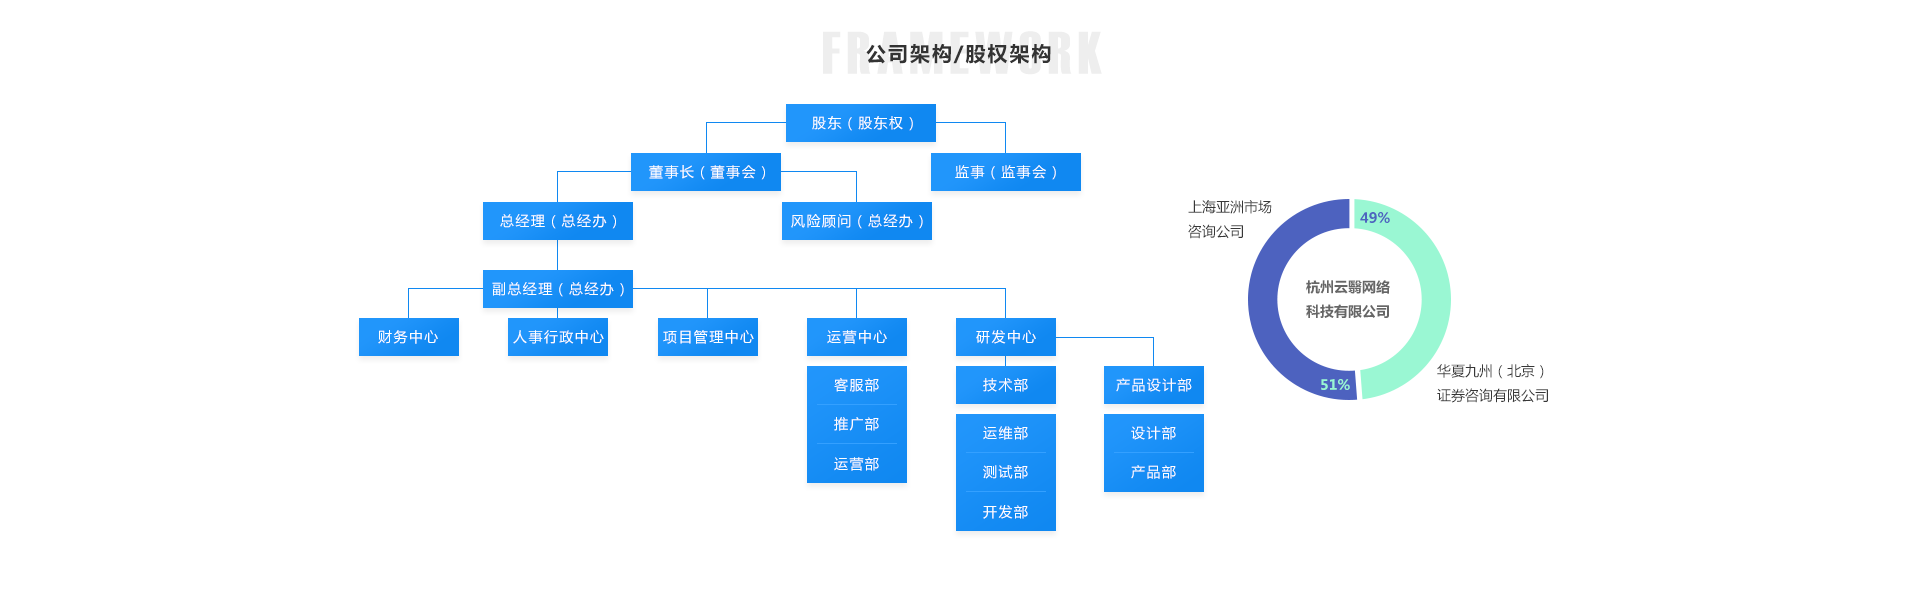 FRAMEWORK
公司架构/股权架构
股东（股东权）
董事长（董事会）
监事（监事会）
总经理（总经办）
风险顾问（总经办）
副总经理（总经办）
财务中心
人事行政中心
项目管理中心
运营中心
研发中心
客服部
推广部
运营部
技术部
运维部
测试部
开发部
产品设计部
设计部
产品部
上海亚洲市场
咨询公司
49%
杭州云翳网络
科技有限公司
51%
华夏九州（北京）
证券咨询有限公司